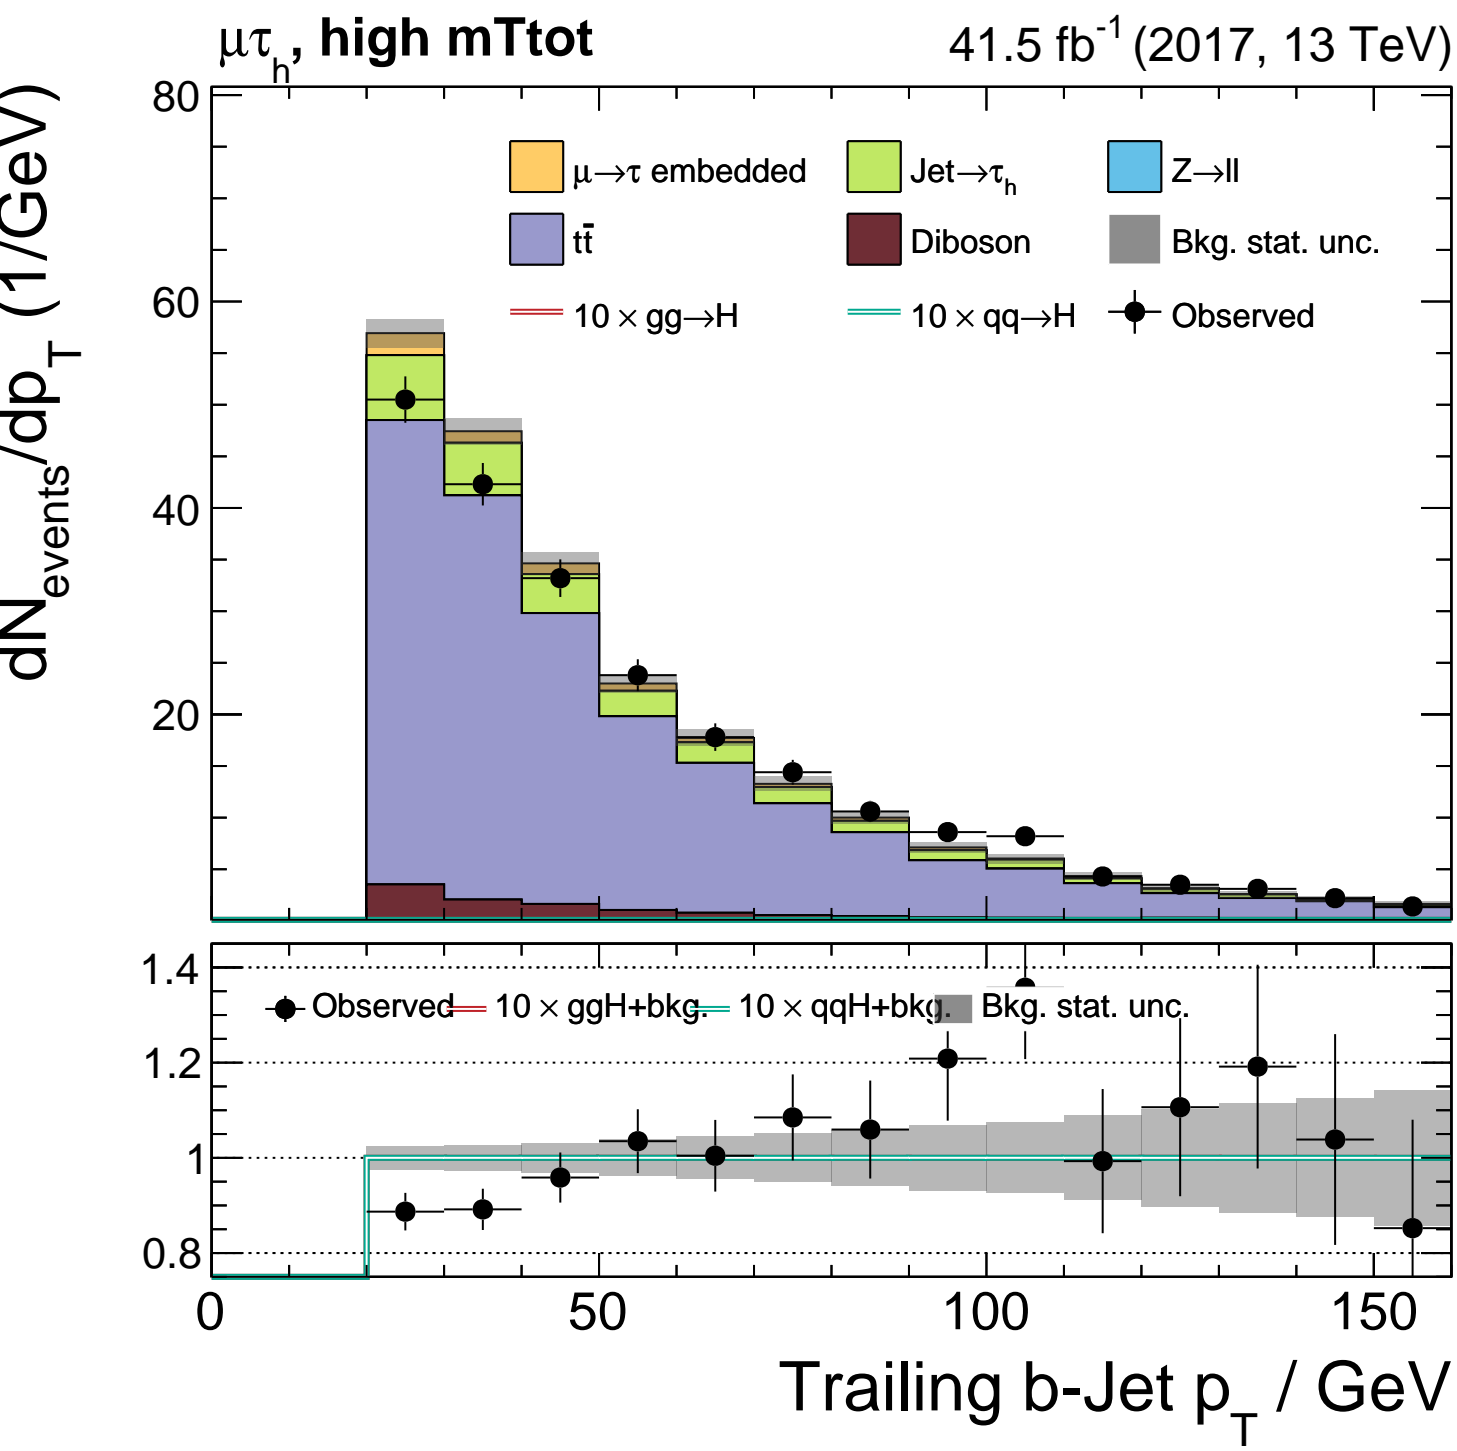 μτh, high mTtot 41.5 fb-1 (2017, 13 TeV)
dNevents/dpT (1/GeV)
80
60
40
20
μ→τ embedded Jet→τh Z→ll
tt̄ Diboson Bkg. stat. unc.
10 × gg→H 10 × qq→H Observed
1.4
1.2
1
0.8
Observed 10 × ggH+bkg. 10 × qqH+bkg. Bkg. stat. unc.
0 50 100 150
Trailing b-Jet pT / GeV